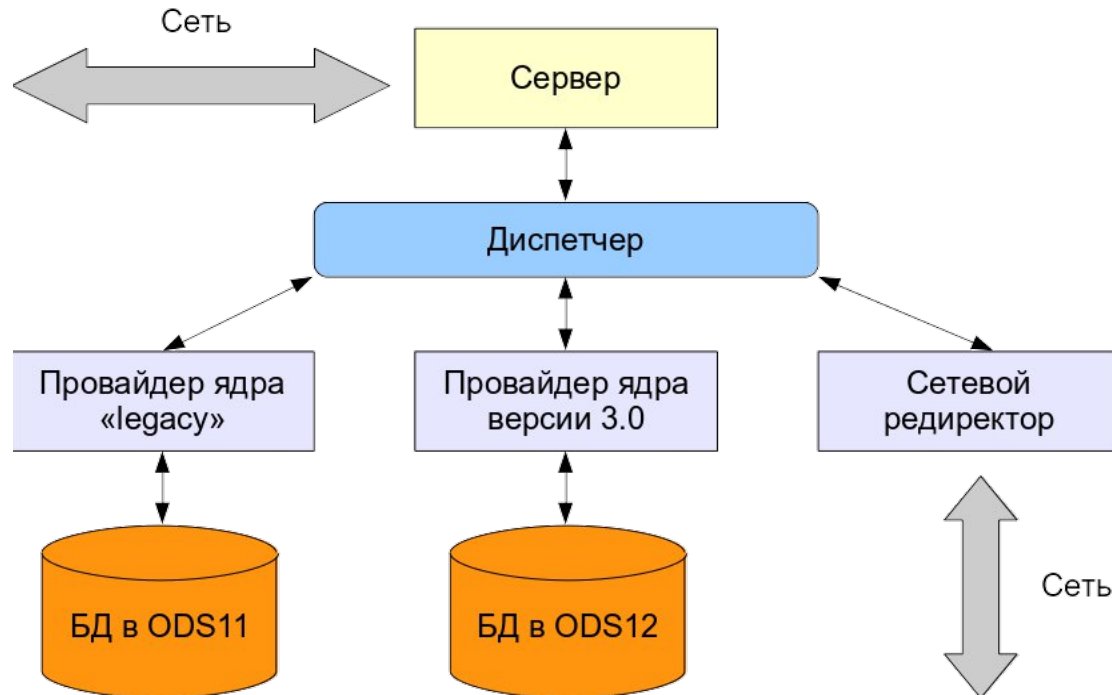 Сеть
Сервер
Диспетчер
Провайдер ядра
«legacy»
Провайдер ядра
версии 3.0
Сетевой
редиректор
БД в ODS11
БД в ODS12
Сеть